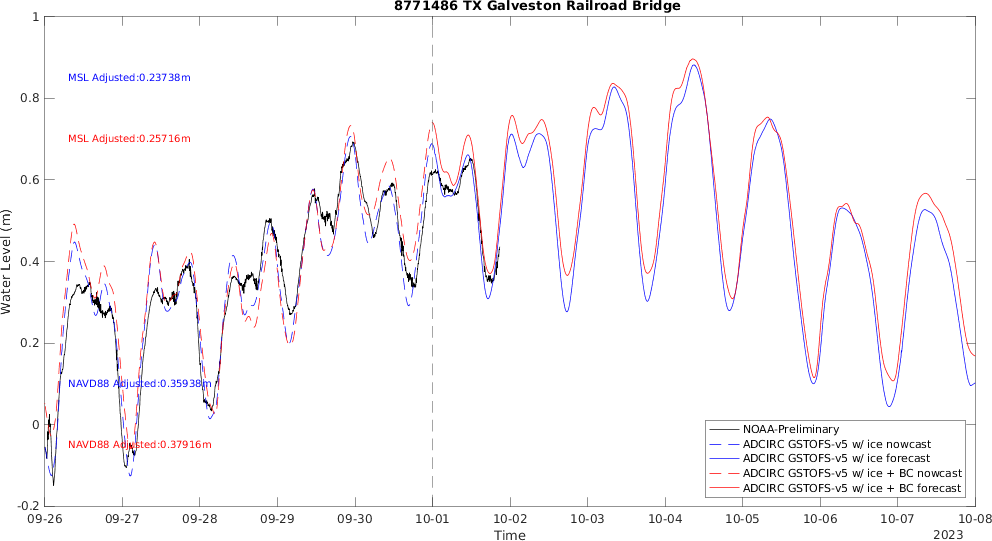 8771486 TX Galveston Railroad Bridge
1
0.8
0.6
0.4
0.2
0
-0.2
Water Level (m)
MSL Adjusted:0.23738m
MSL Adjusted:0.25716m
NAVD88 Adjusted:0.35938m
NAVD88 Adjusted:0.37916m
NOAA-Preliminary
ADCIRC GSTOFS-v5 w/ ice nowcast
ADCIRC GSTOFS-v5 w/ ice forecast
ADCIRC GSTOFS-v5 w/ ice + BC nowcast
ADCIRC GSTOFS-v5 w/ ice + BC forecast
09-26 09-27 09-28 09-29 09-30 10-01 10-02 10-03 10-04 10-05 10-06 10-07 10-08
Time
2023